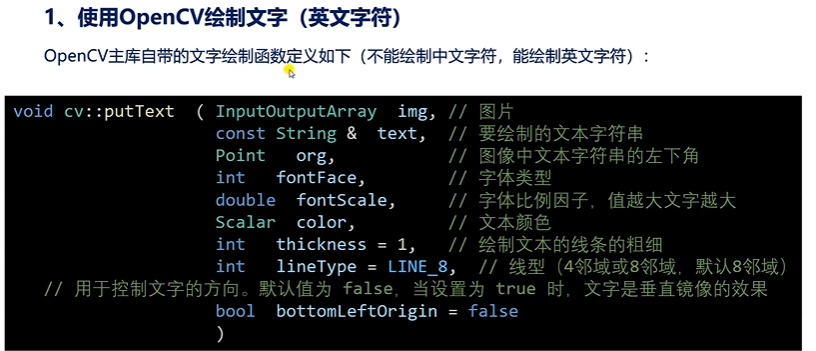 1、使用OpenCV绘制文字（英文字符）
OpenCV主库自带的文字绘制函数定义如下（不能绘制中文字符，能绘制英文字符）：
void cv::putText ( InputOutputArray img, // 图片
const String & text, // 要绘制的文本字符串
Point org, // 图像中文本字符串的左下角
int fontFace, // 字体类型
double fontScale, // 字体比例因子，值越大文字越大
Scalar color, // 文本颜色
int thickness = 1, // 绘制文本的线条的粗细
int lineType = LINE_8, // 线型（4邻域或8邻域，默认8邻域）
// 用于控制文字的方向。默认值为 false，当设置为 true 时，文字是垂直镜像的效果
bool bottomLeftOrigin = false
)